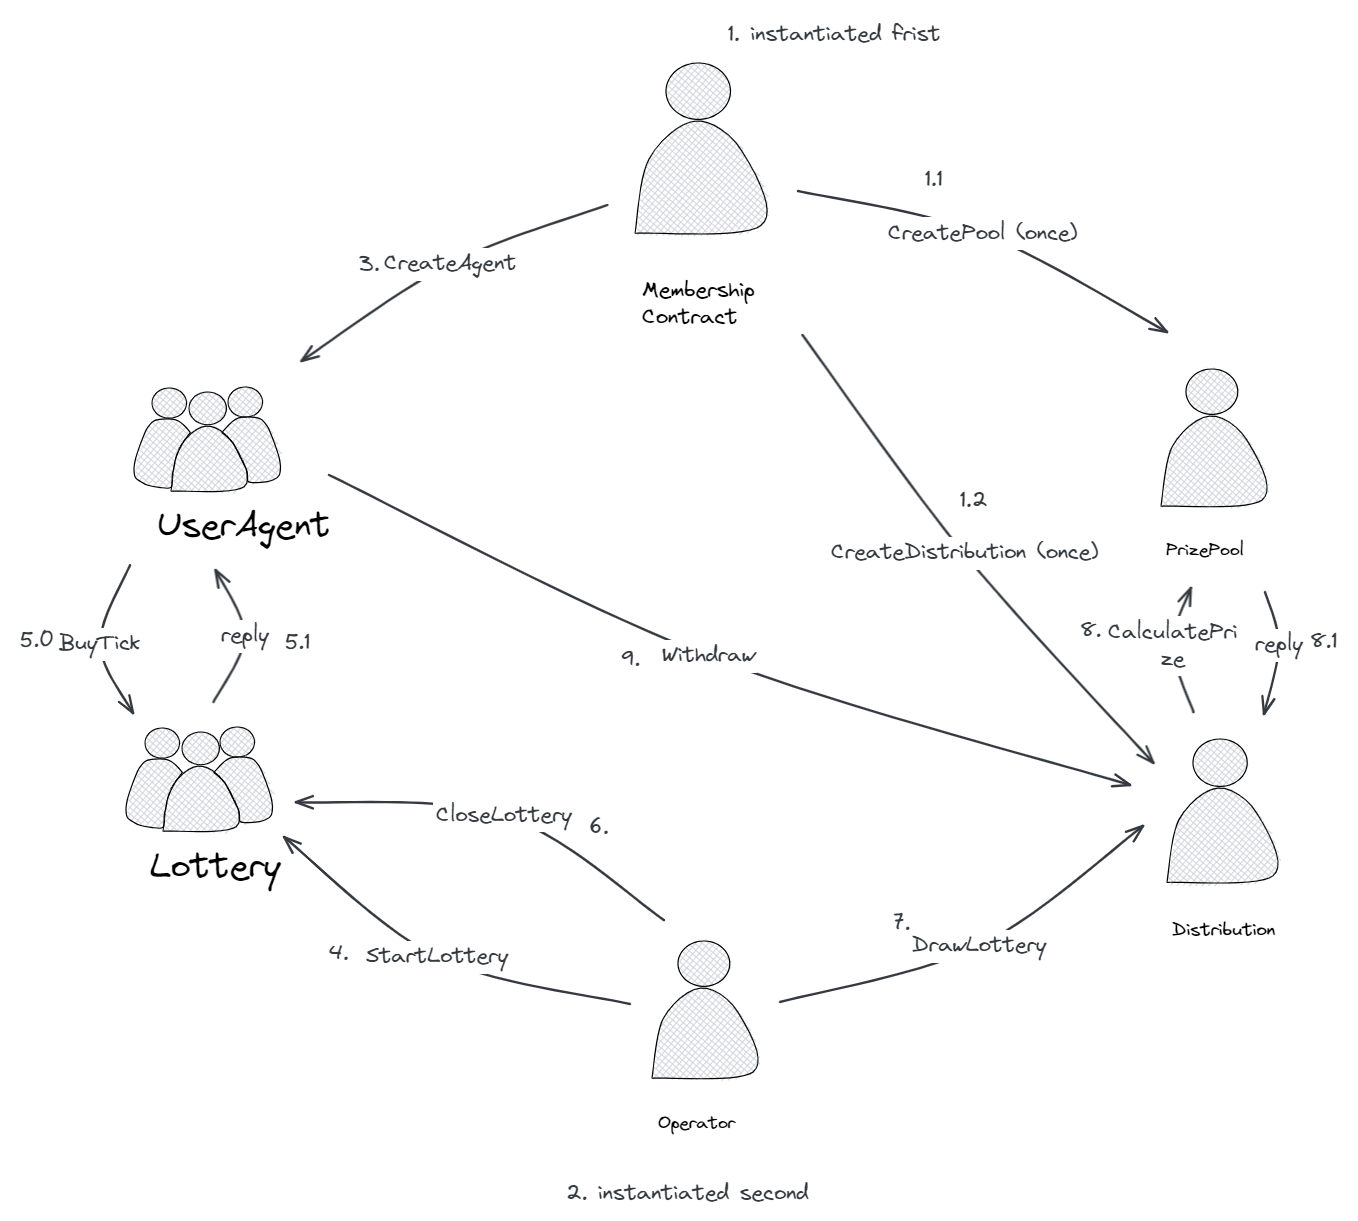 1. instantiated frist
1.1
CreatePool (once)
3. CreateAgent
Membership
Contract
1.2
CreateDistribution (once)
UserAgent
PrizePool
5.0 BuyTick
reply 5.1
9. Withdraw
8. CalculatePri
ze
reply 8.1
CloseLottery 6.
Lottery
4. StartLottery
7.
DrawLottery
Distribution
Operator
2. instantiated second